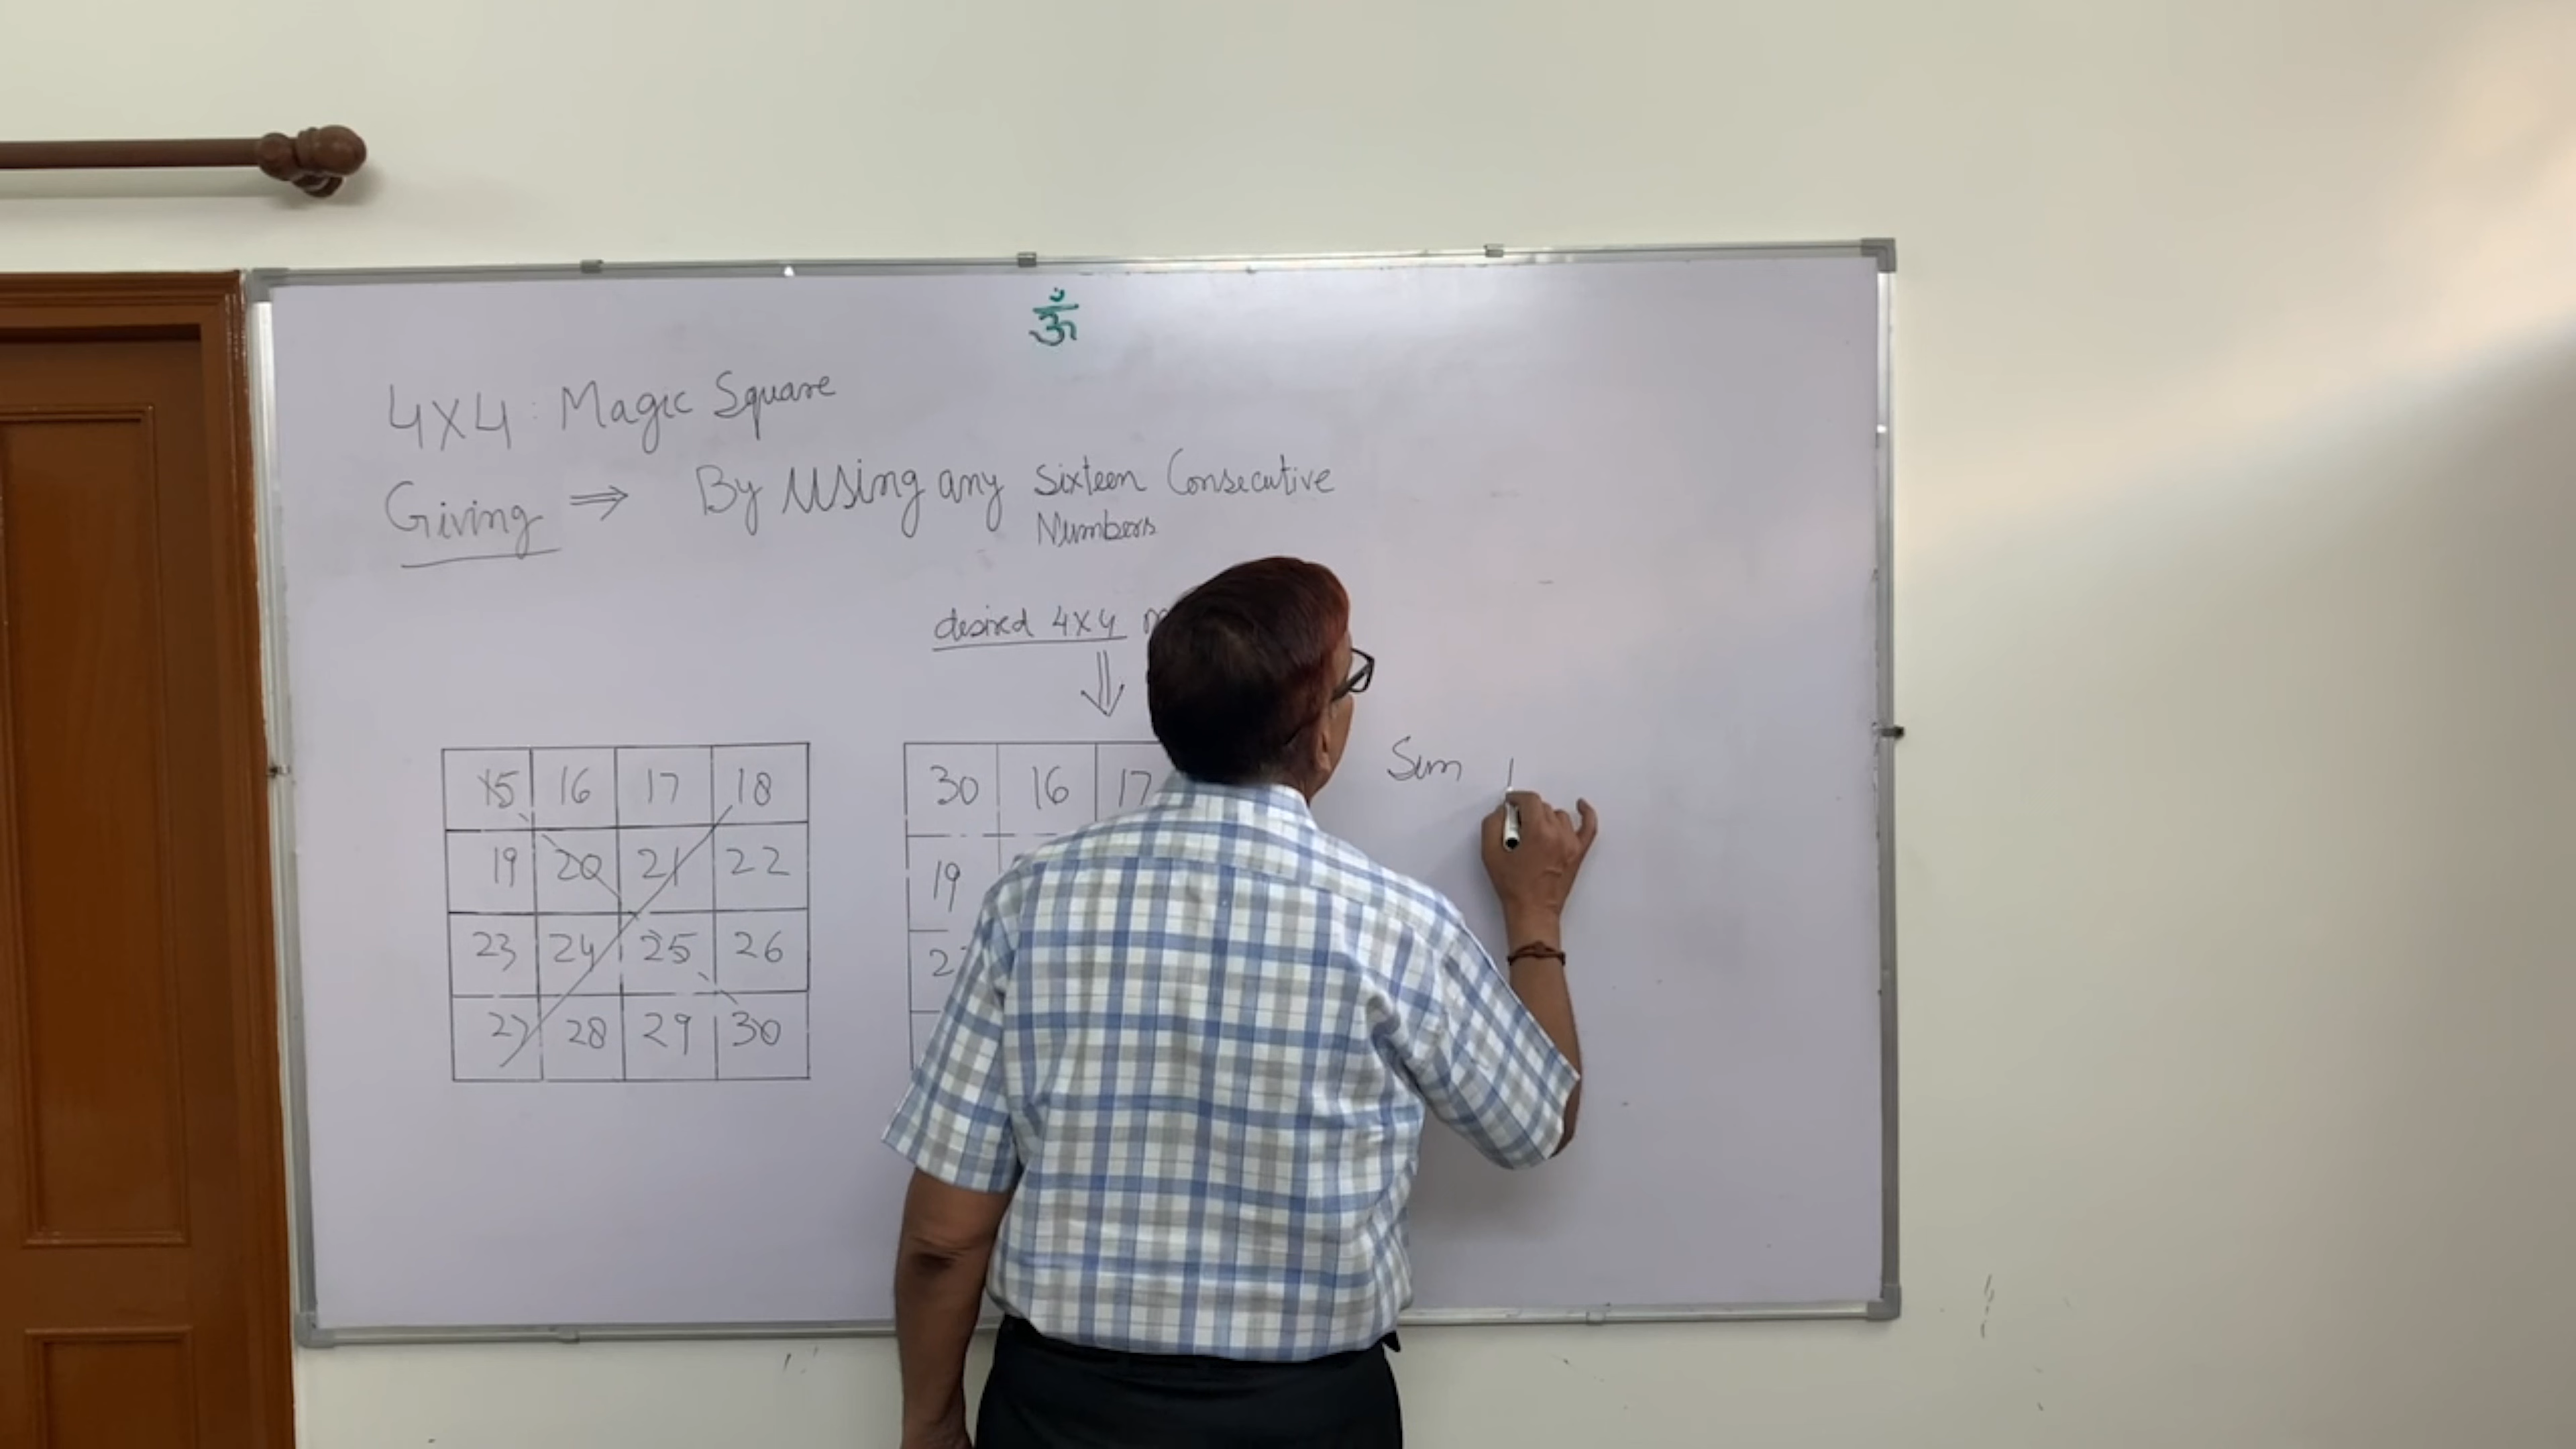 ॐ
4X4: Magic Square
Giving ⇒ By Using any Sixteen Consecutive
Numbers
desired 4X4
15 16 17 18
19 20 21 22
23 24 25 26
27 28 29 30
30 16 17
19
2
Sum